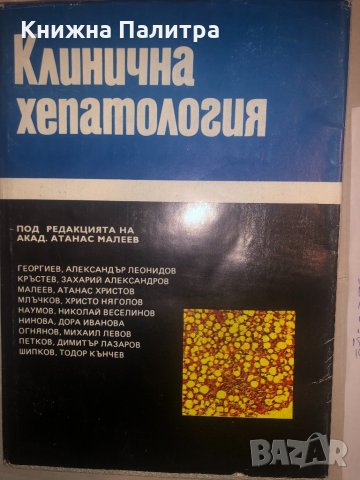 Книжна Палитра
Клинична
хепатология
ПОД РЕДАКЦИЯТА НА
АКАД. АТАНАС МАЛЕЕВ
ГЕОРГИЕВ, АЛЕКСАНДЪР ЛЕОНИДОВ
КРЪСТЕВ, ЗАХАРИЙ АЛЕКСАНДРОВ
МАЛЕЕВ, АТАНАС ХРИСТОВ
МЛЪЧКОВ, ХРИСТО НЯГОЛОВ
НАУМОВ, НИКОЛАЙ ВЕСЕЛИНОВ
НИНОВА, ДОРА ИВАНОВА
ОГНЯНОВ, МИХАИЛ ЛЕВОВ
ПЕТКОВ, ДИМИТЪР ЛАЗАРОВ
ШИПКОВ, ТОДОР КЪНЧЕВ
BAZAR